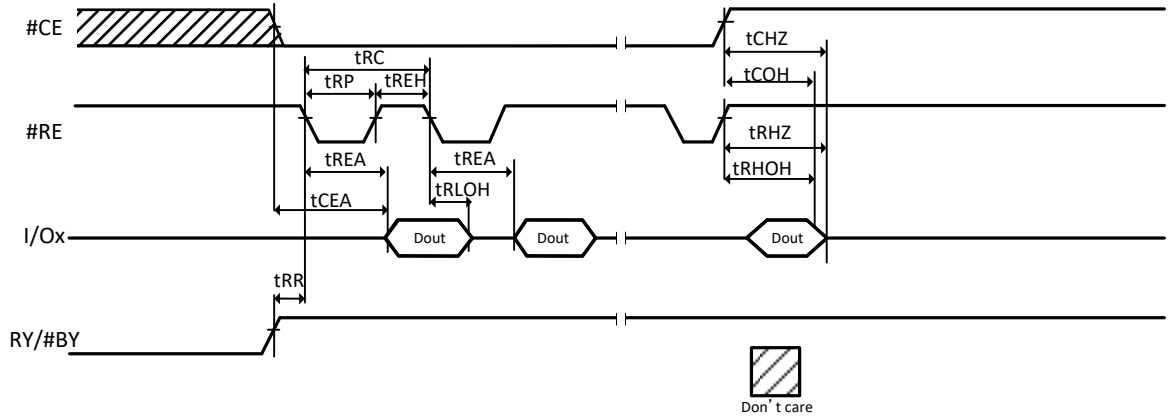 #CE
tCHZ
tRC
tCOH
tRP
tREH
#RE
tRHZ
tREA
tREA
tRHOH
tRLOH
tCEA
I/Ox
Dout
Dout
Dout
tRR
RY/#BY
Don't care